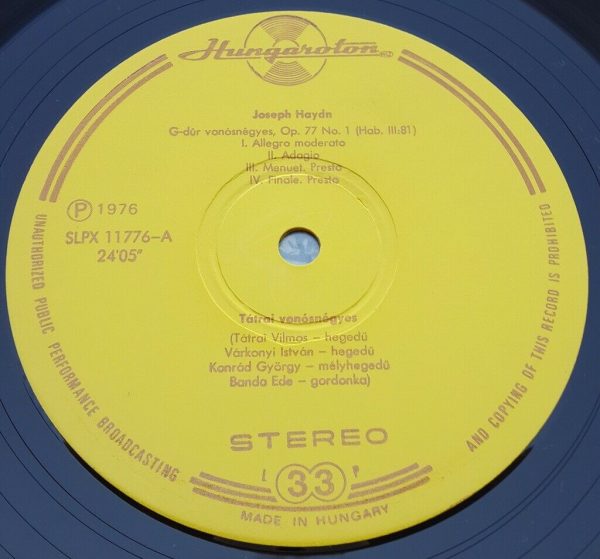 Hungaroton
Joseph Haydn
G-dúr vonósnégyes, Op. 77 No. 1 (Hab. III:81)
I. Allegro moderato
II. Adagio
III. Menuet. Presto
IV. Finale. Presto
Ⓟ 1976
SLPX 11776–A
24'05"
Tátrai vonósnégyes
(Tátrai Vilmos – hegedű
Várkonyi István – hegedű
Konrád György – mélyhegedű
Banda Ede – gordonka)
STEREO
L 33 P
MADE IN HUNGARY
UNAUTHORIZED PUBLIC PERFORMANCE BROADCASTING
AND COPYING OF THIS RECORD IS PROHIBITED